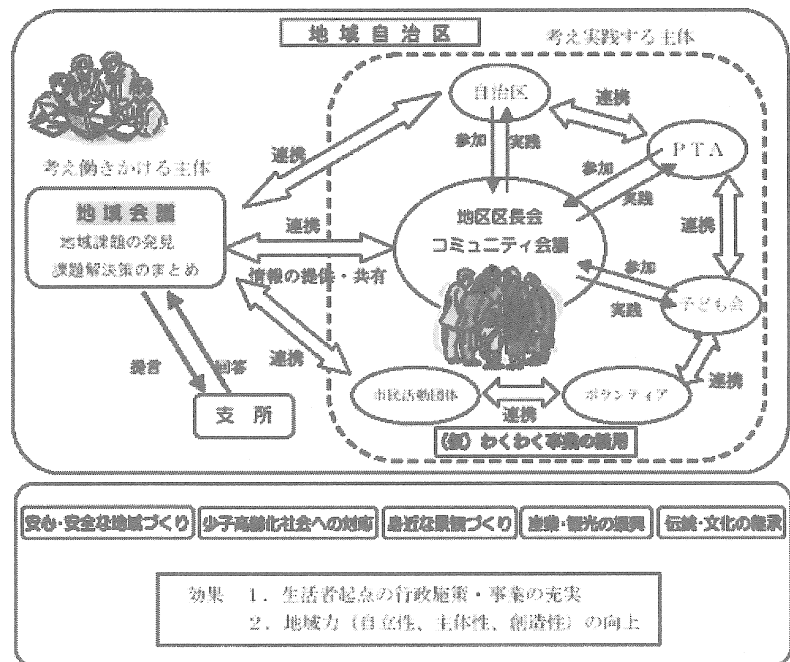 地域自治区
考え実践する主体
自治区
連携
連携
参加
実践
PTA
考え働きかける主体
参加
実践
地域会議
地域課題の発見
課題解決策のまとめ
連携
情報の提供・共有
地区区長会
コミュニティ会議
連携
参加
実践
子ども会
連携
提言
回答
支所
市民活動団体
連携
ボランティア
連携
(仮)わくわく事業の活用
安心・安全な地域づくり
少子高齢化社会への対応
身近な景観づくり
産業・観光の振興
伝統・文化の継承
効果 1.生活者起点の行政施策・事業の充実
2.地域力(自立性、主体性、創造性)の向上